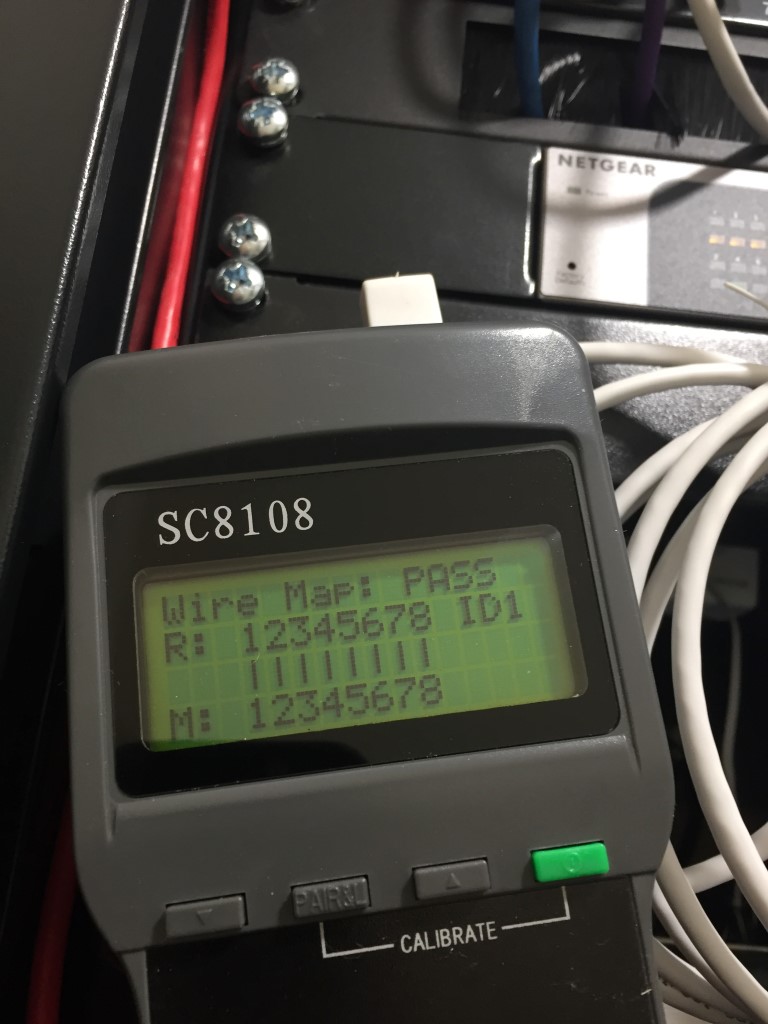 NETGEAR
SC8108
Wire Map: PASS
R: 12345678 ID1
||||||||
M: 12345678
PAIR&L
CALIBRATE